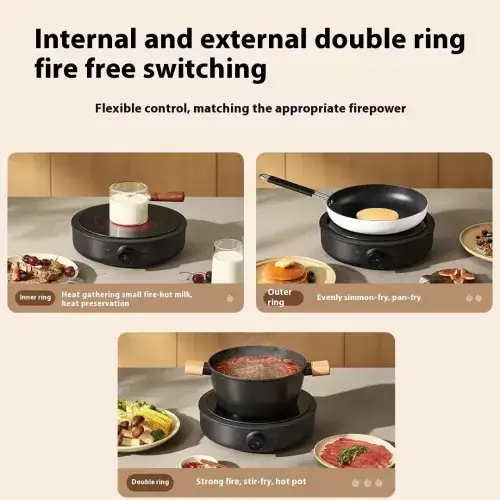 Internal and external double ring
fire free switching
Flexible control, matching the appropriate firepower
Inner ring
Heat gathering small fire-hot milk,
heat preservation
Outer
ring
Evenly simmon-fry, pan-fry
Double ring
Strong fire, stir-fry, hot pot